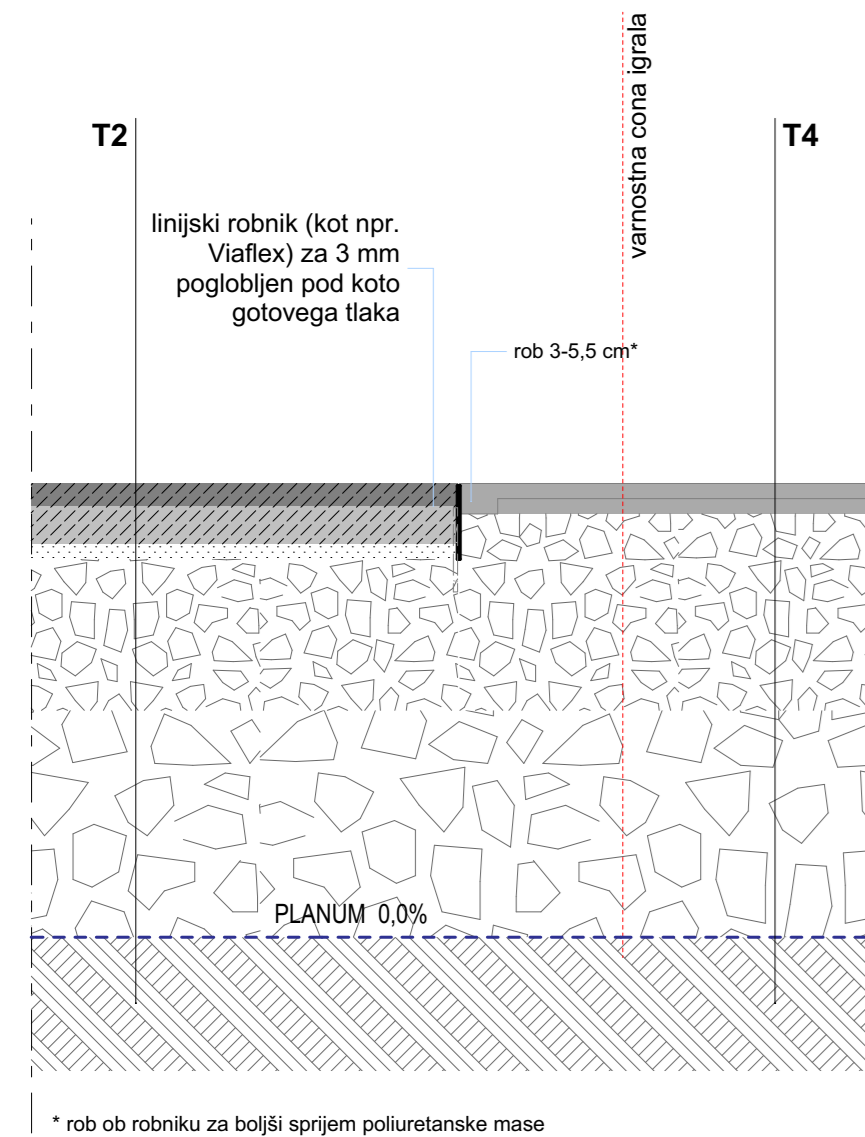 varnostna cona igrala
T2
T4
linijski robnik (kot npr.
Viaflex) za 3 mm
poglobljen pod koto
gotovega tlaka
rob 3-5,5 cm*
PLANUM 0,0%
* rob ob robniku za boljši sprijem poliuretanske mase